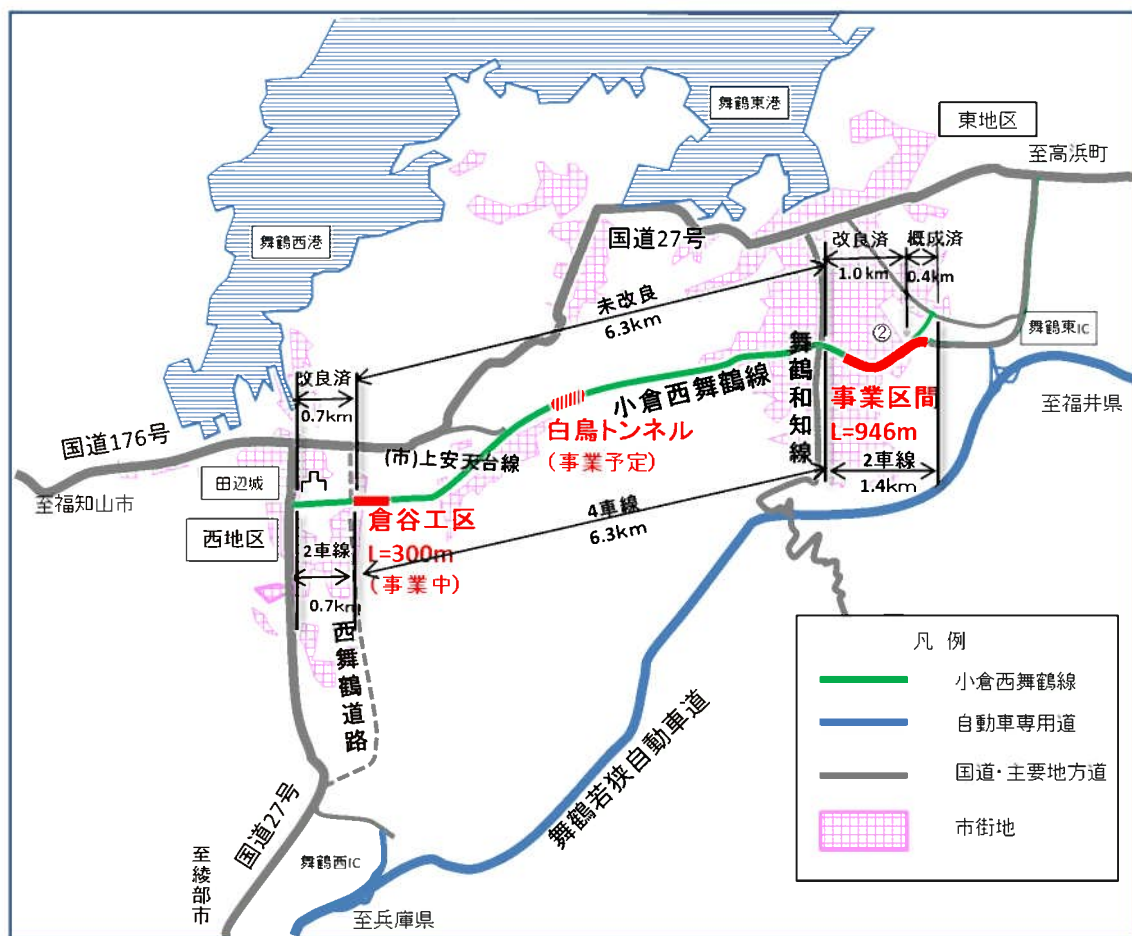 舞鶴東港
東地区
至高浜町
舞鶴西港
国道27号
改良済
1.0km
概成済
0.4km
未改良
6.3km
②
舞鶴東IC
改良済
0.7km
舞鶴和知線
小倉西舞鶴線
事業区間
L=946m
至福井県
国道176号
白鳥トンネル
(事業予定)
(市)上安天台線
2車線
1.4km
至福知山市
田辺城
4車線
6.3km
倉谷工区
L=300m
(事業中)
西地区
2車線
0.7km
西舞鶴道路
舞鶴若狭自動車道
国道27号
舞鶴西IC
至綾部市
至兵庫県
凡 例
小倉西舞鶴線
自動車専用道
国道・主要地方道
市街地